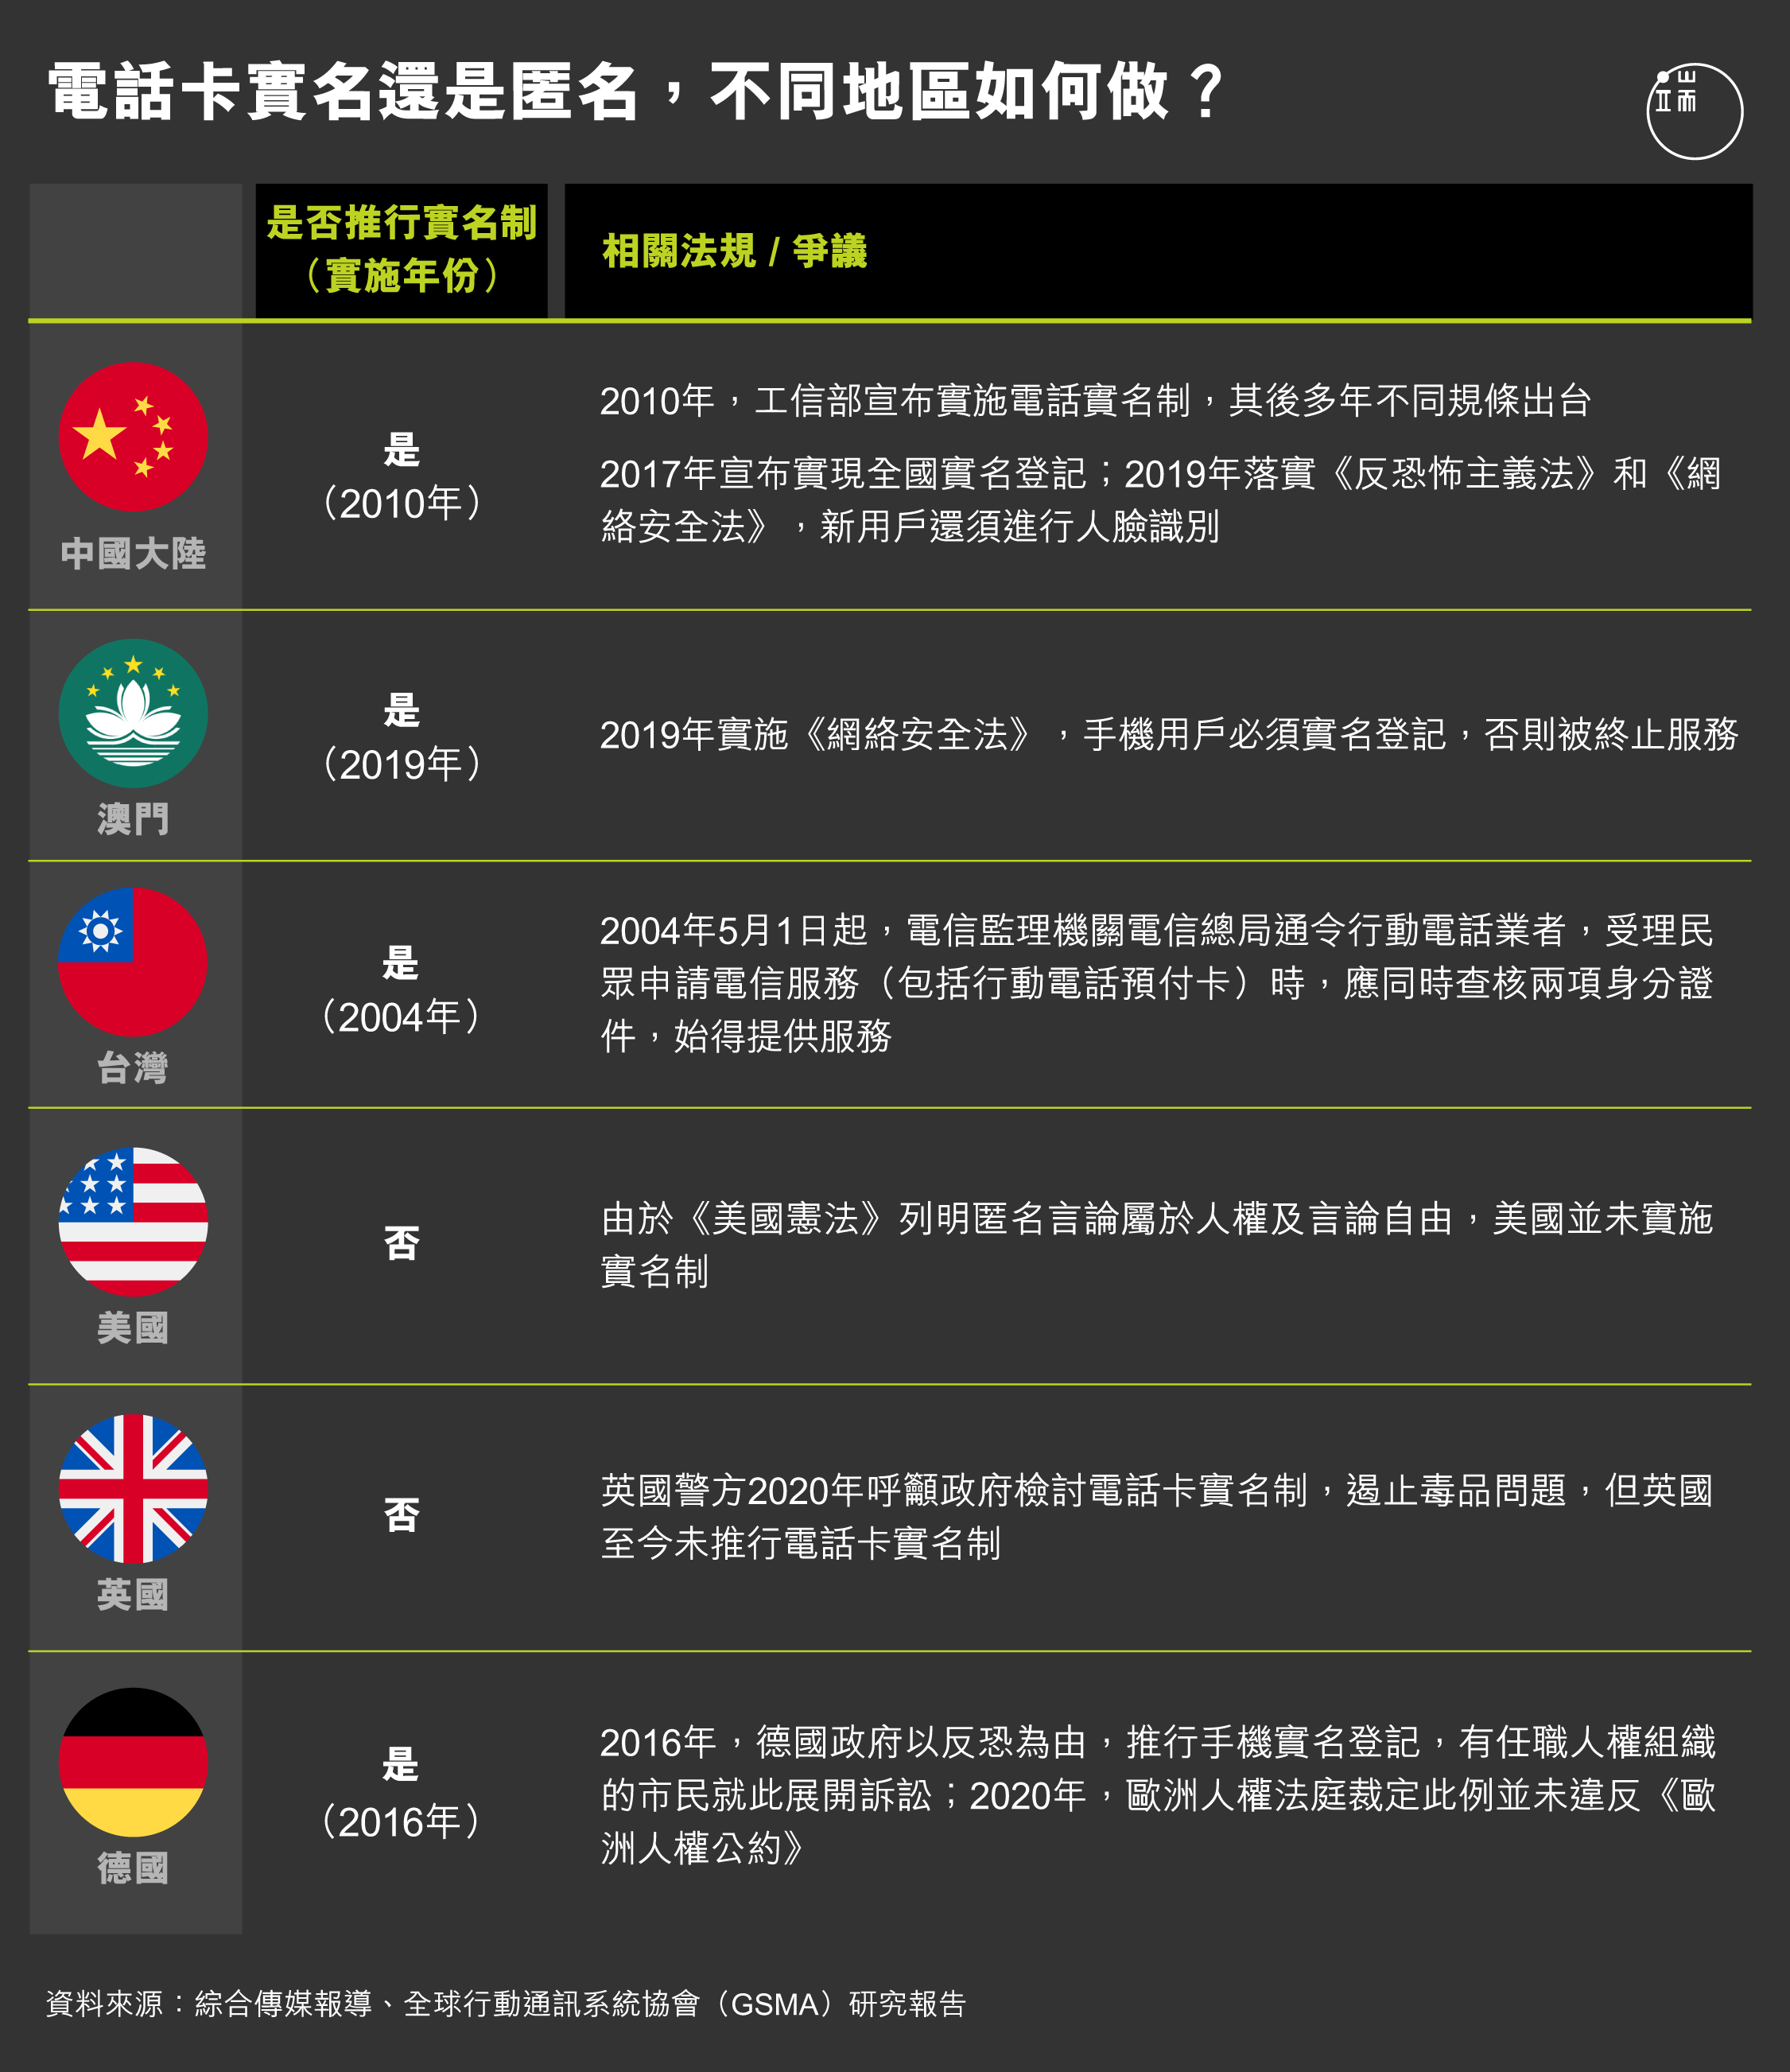 電話卡實名還是匿名，不同地區如何做？
端
是否推行實名制
（實施年份）
相關法規 / 爭議
中國大陸
是
（2010年）
2010年，工信部宣布實施電話實名制，其後多年不同規條出台
2017年宣布實現全國實名登記；2019年落實《反恐怖主義法》和《網
絡安全法》，新用戶還須進行人臉識別
澳門
是
（2019年）
2019年實施《網絡安全法》，手機用戶必須實名登記，否則被終止服務
台灣
是
（2004年）
2004年5月1日起，電信監理機關電信總局通令行動電話業者，受理民
眾申請電信服務（包括行動電話預付卡）時，應同時查核兩項身分證
件，始得提供服務
美國
否
由於《美國憲法》列明匿名言論屬於人權及言論自由，美國並未實施
實名制
英國
否
英國警方2020年呼籲政府檢討電話卡實名制，遏止毒品問題，但英國
至今未推行電話卡實名制
德國
是
（2016年）
2016年，德國政府以反恐為由，推行手機實名登記，有任職人權組織
的市民就此展開訴訟；2020年，歐洲人權法庭裁定此例並未違反《歐
洲人權公約》
資料來源：綜合傳媒報導、全球行動通訊系統協會（GSMA）研究報告